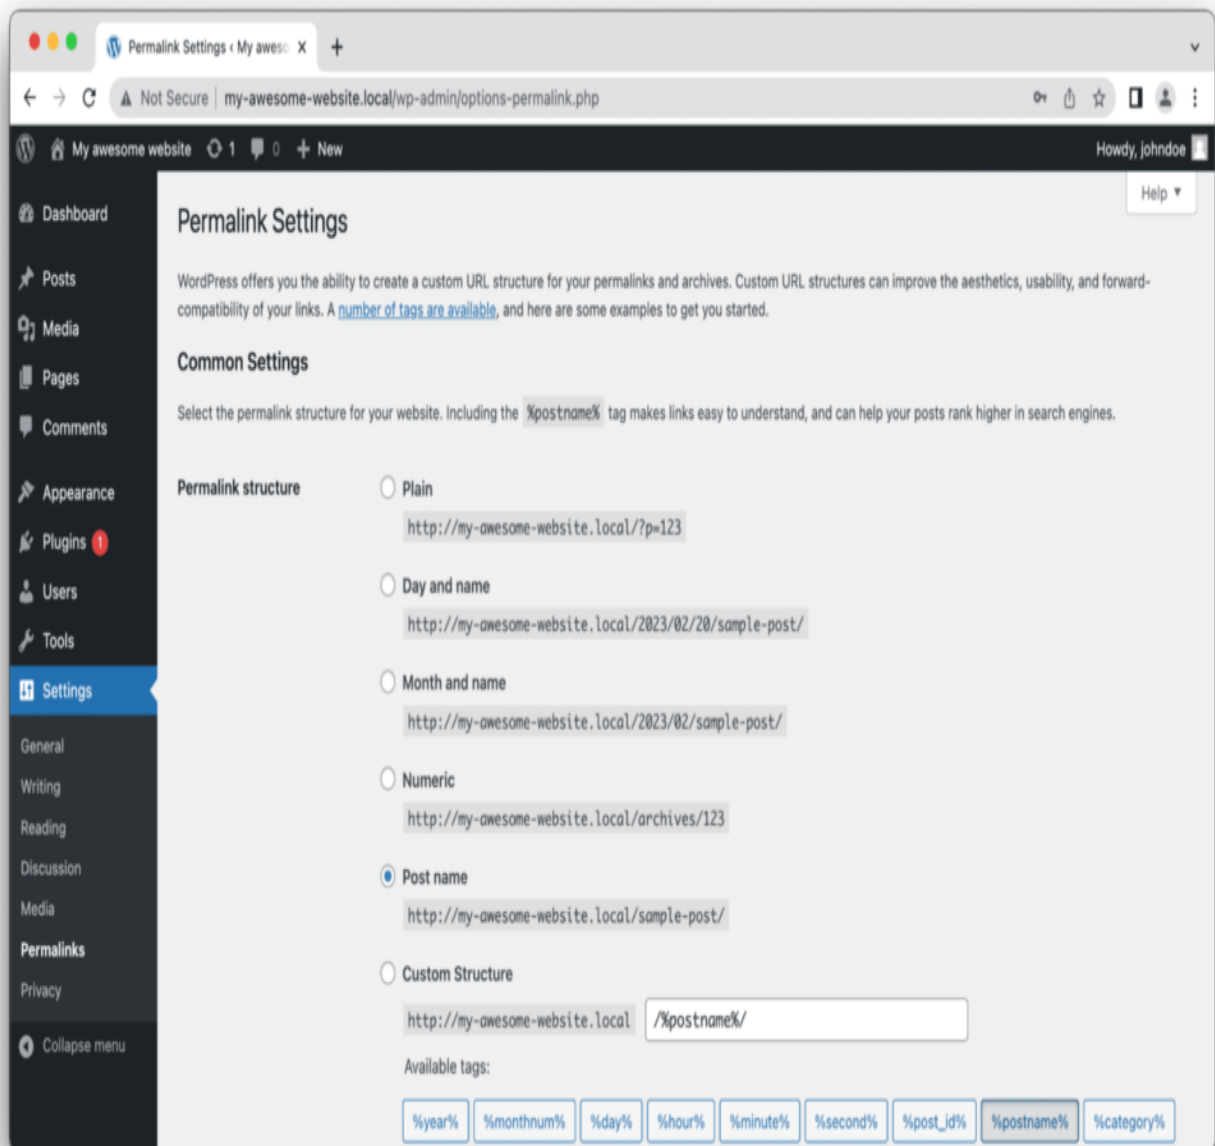 Permalink Settings ‹ My aweso
Not Secure my-awesome-website.local/wp-admin/options-permalink.php
My awesome website 1 0 + New Howdy, johndoe
Help
Dashboard
Posts
Media
Pages
Comments
Appearance
Plugins 1
Users
Tools
Settings
General
Writing
Reading
Discussion
Media
Permalinks
Privacy
Collapse menu
Permalink Settings
WordPress offers you the ability to create a custom URL structure for your permalinks and archives. Custom URL structures can improve the aesthetics, usability, and forward-
compatibility of your links. A number of tags are available, and here are some examples to get you started.
Common Settings
Select the permalink structure for your website. Including the %postname% tag makes links easy to understand, and can help your posts rank higher in search engines.
Permalink structure
Plain
http://my-awesome-website.local/?p=123
Day and name
http://my-awesome-website.local/2023/02/20/sample-post/
Month and name
http://my-awesome-website.local/2023/02/sample-post/
Numeric
http://my-awesome-website.local/archives/123
Post name
http://my-awesome-website.local/sample-post/
Custom Structure
http://my-awesome-website.local /%postname%/
Available tags:
%year% %monthnum% %day% %hour% %minute% %second% %post_id% %postname% %category%